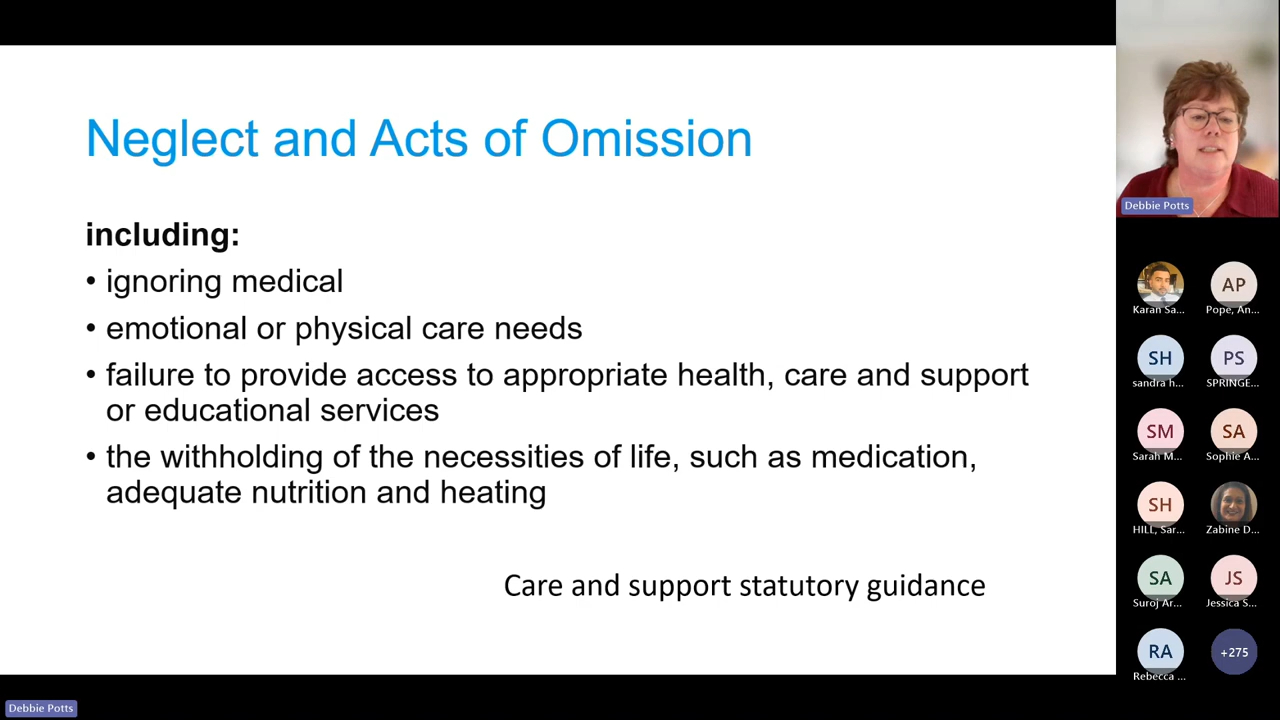 Neglect and Acts of Omission
including:
• ignoring medical
• emotional or physical care needs
• failure to provide access to appropriate health, care and support
or educational services
• the withholding of the necessities of life, such as medication,
adequate nutrition and heating
Care and support statutory guidance
Debbie Potts
Debbie Potts
Karan Sa...
AP
Pope, An...
SH
sandra h...
PS
SPRINGE...
SM
Sarah M...
SA
Sophie A...
SH
HILL, Sar...
Zabine D...
SA
Suroj Ar...
JS
Jessica S...
RA
Rebecca ...
+275